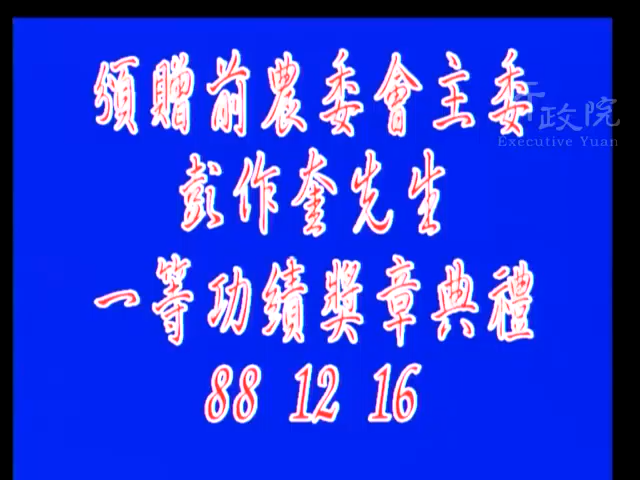 頒贈前農委會主委
彭作奎先生
一等功績獎章典禮
88 12 16
行政院
Executive Yuan